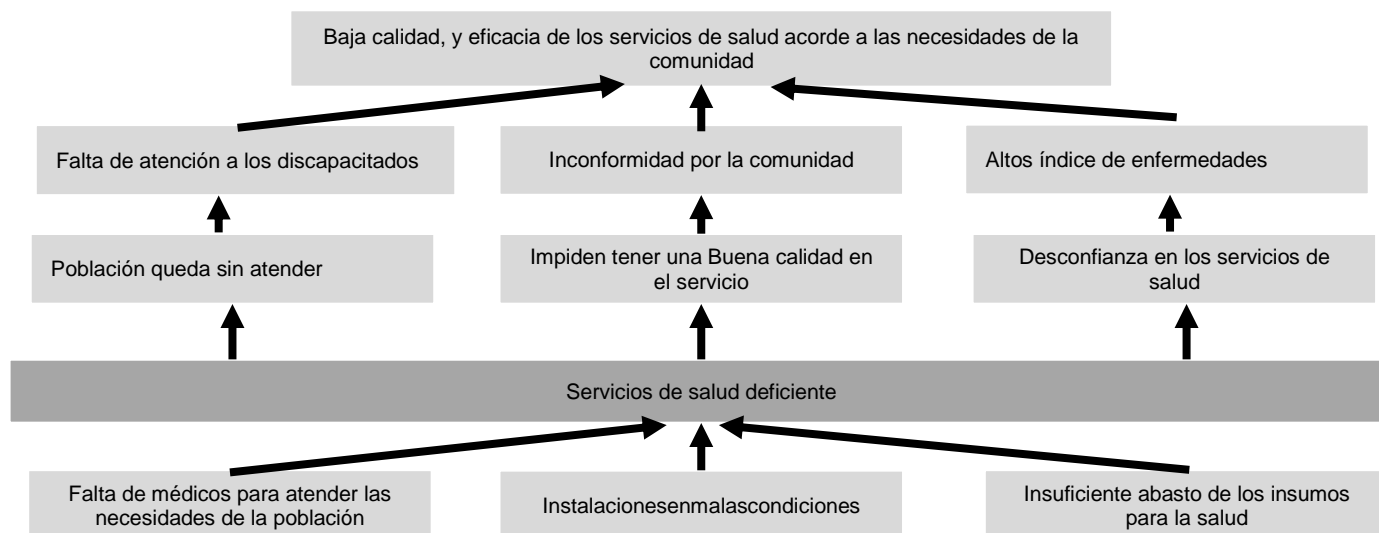 Baja calidad, y eficacia de los servicios de salud acorde a las necesidades de la
comunidad
Falta de atención a los discapacitados
Inconformidad por la comunidad
Altos índice de enfermedades
Población queda sin atender
Impiden tener una Buena calidad en
el servicio
Desconfianza en los servicios de
salud
Servicios de salud deficiente
Falta de médicos para atender las
necesidades de la población
Instalacionesenmalascondiciones
Insuficiente abasto de los insumos
para la salud